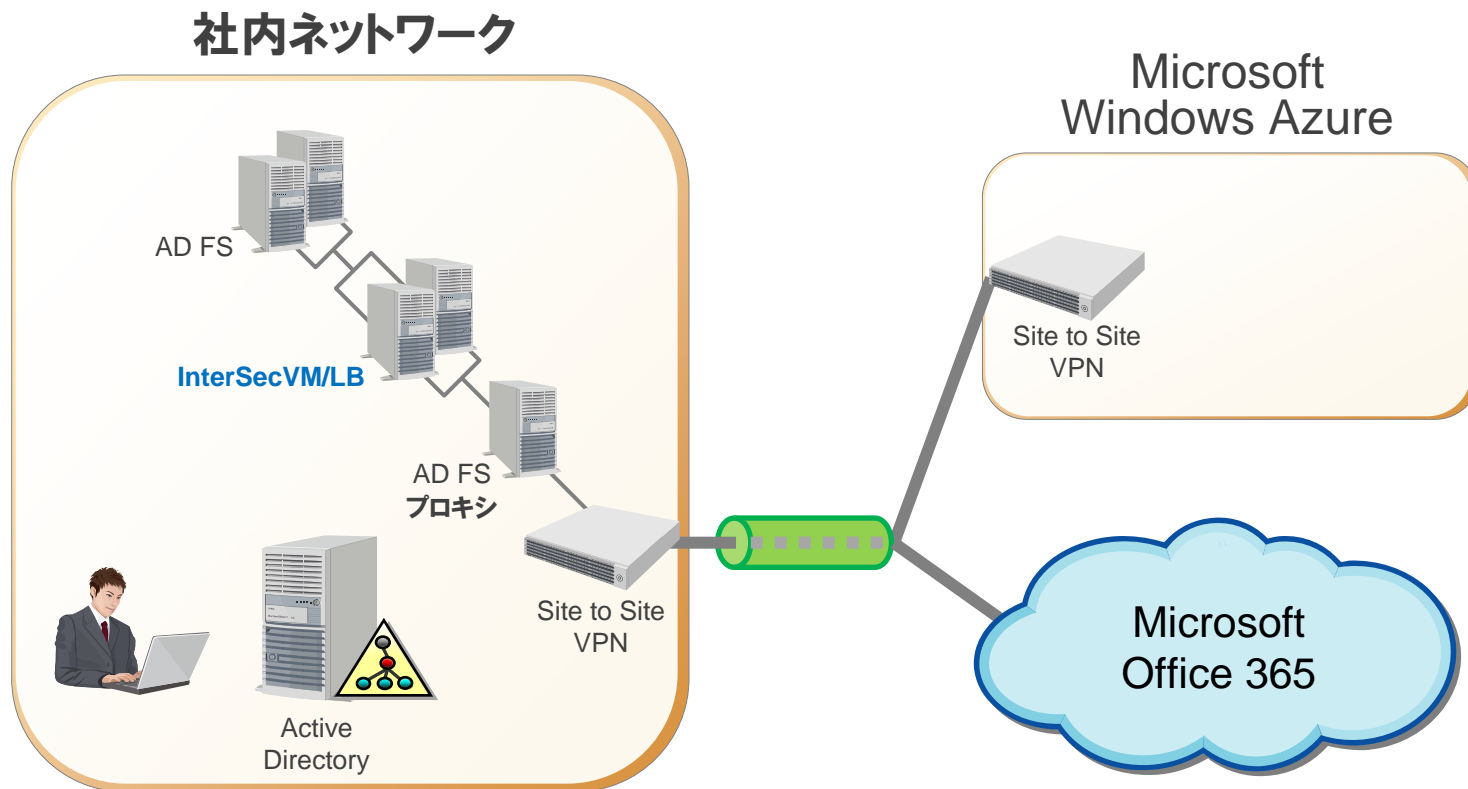 社内ネットワーク
Microsoft
Windows Azure
AD FS
InterSecVM/LB
AD FS
プロキシ
Site to Site
VPN
Site to Site
VPN
Active
Directory
Microsoft
Office 365